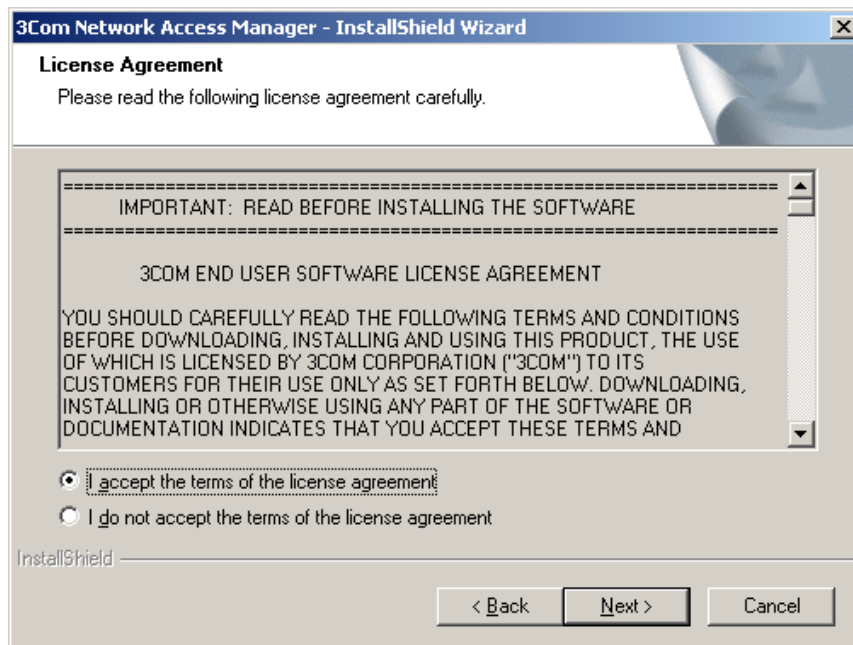 3Com Network Access Manager - InstallShield Wizard
License Agreement
Please read the following license agreement carefully.
=======================================================================
IMPORTANT: READ BEFORE INSTALLING THE SOFTWARE
=======================================================================
3COM END USER SOFTWARE LICENSE AGREEMENT
YOU SHOULD CAREFULLY READ THE FOLLOWING TERMS AND CONDITIONS
BEFORE DOWNLOADING, INSTALLING AND USING THIS PRODUCT, THE USE
OF WHICH IS LICENSED BY 3COM CORPORATION ("3COM") TO ITS
CUSTOMERS FOR THEIR USE ONLY AS SET FORTH BELOW. DOWNLOADING,
INSTALLING OR OTHERWISE USING ANY PART OF THE SOFTWARE OR
DOCUMENTATION INDICATES THAT YOU ACCEPT THESE TERMS AND
I accept the terms of the license agreement
I do not accept the terms of the license agreement
InstallShield
< Back Next > Cancel